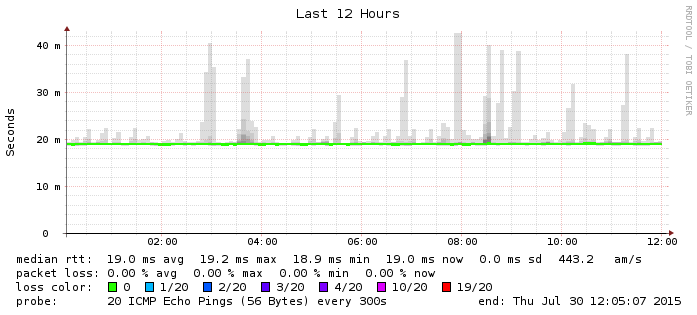 Last 12 Hours
RRDTOOL / TOBI OETIKER
Seconds
40 m
30 m
20 m
10 m
0
02:00 04:00 06:00 08:00 10:00 12:00
median rtt: 19.0 ms avg 19.2 ms max 18.9 ms min 19.0 ms now 0.0 ms sd 443.2 am/s
packet loss: 0.00 % avg 0.00 % max 0.00 % min 0.00 % now
loss color: 0 1/20 2/20 3/20 4/20 10/20 19/20
probe: 20 ICMP Echo Pings (56 Bytes) every 300s end: Thu Jul 30 12:05:07 2015